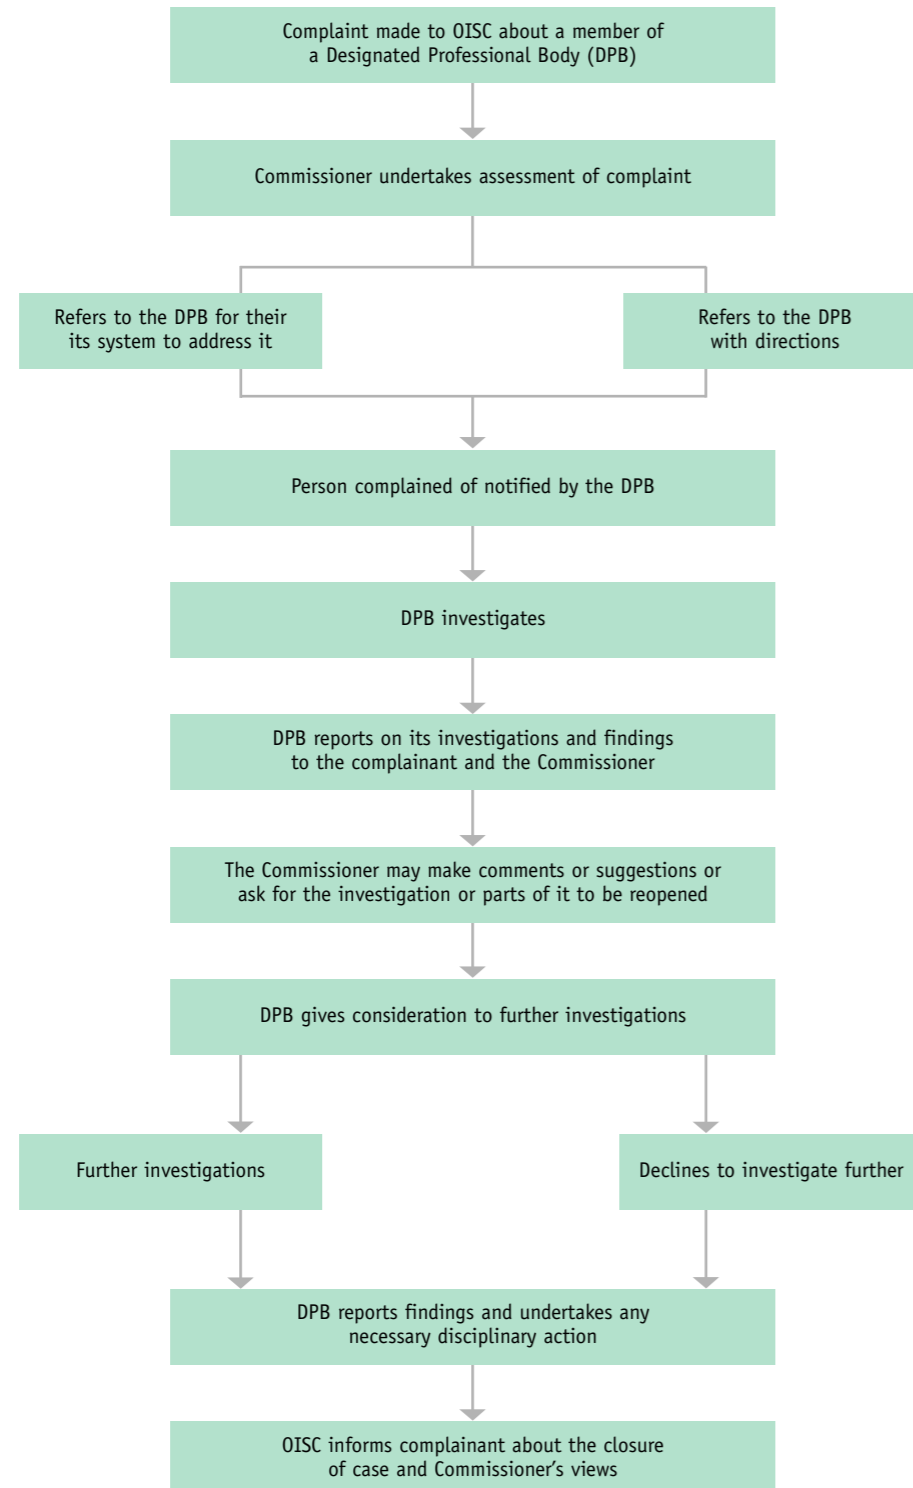 Complaint made to OISC about a member of
a Designated Professional Body (DPB)
Commissioner undertakes assessment of complaint
Refers to the DPB for their
its system to address it
Refers to the DPB
with directions
Person complained of notified by the DPB
DPB investigates
DPB reports on its investigations and findings
to the complainant and the Commissioner
The Commissioner may make comments or suggestions or
ask for the investigation or parts of it to be reopened
DPB gives consideration to further investigations
Further investigations
Declines to investigate further
DPB reports findings and undertakes any
necessary disciplinary action
OISC informs complainant about the closure
of case and Commissioner's views